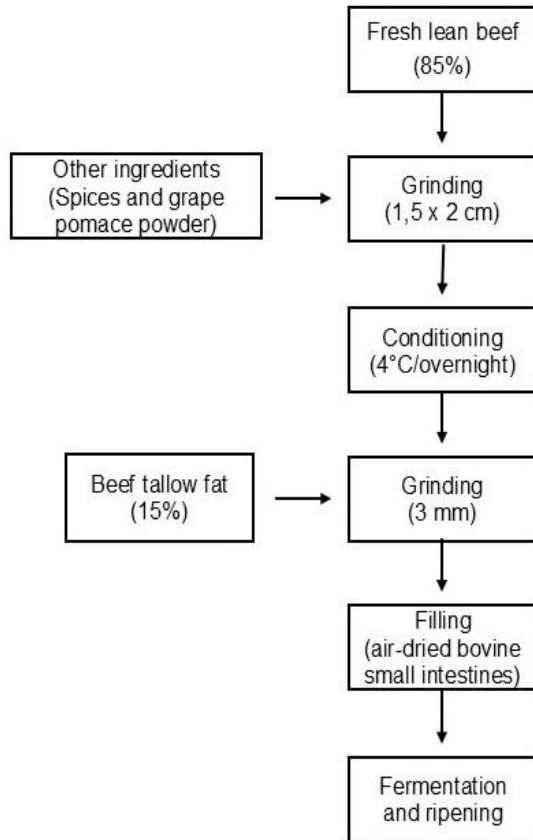 Fresh lean beef
(85%)
Other ingredients
(Spices and grape
pomace powder)
Grinding
(1,5 x 2 cm)
Conditioning
(4°C/overnight)
Beef tallow fat
(15%)
Grinding
(3 mm)
Filling
(air-dried bovine
small intestines)
Fermentation
and ripening